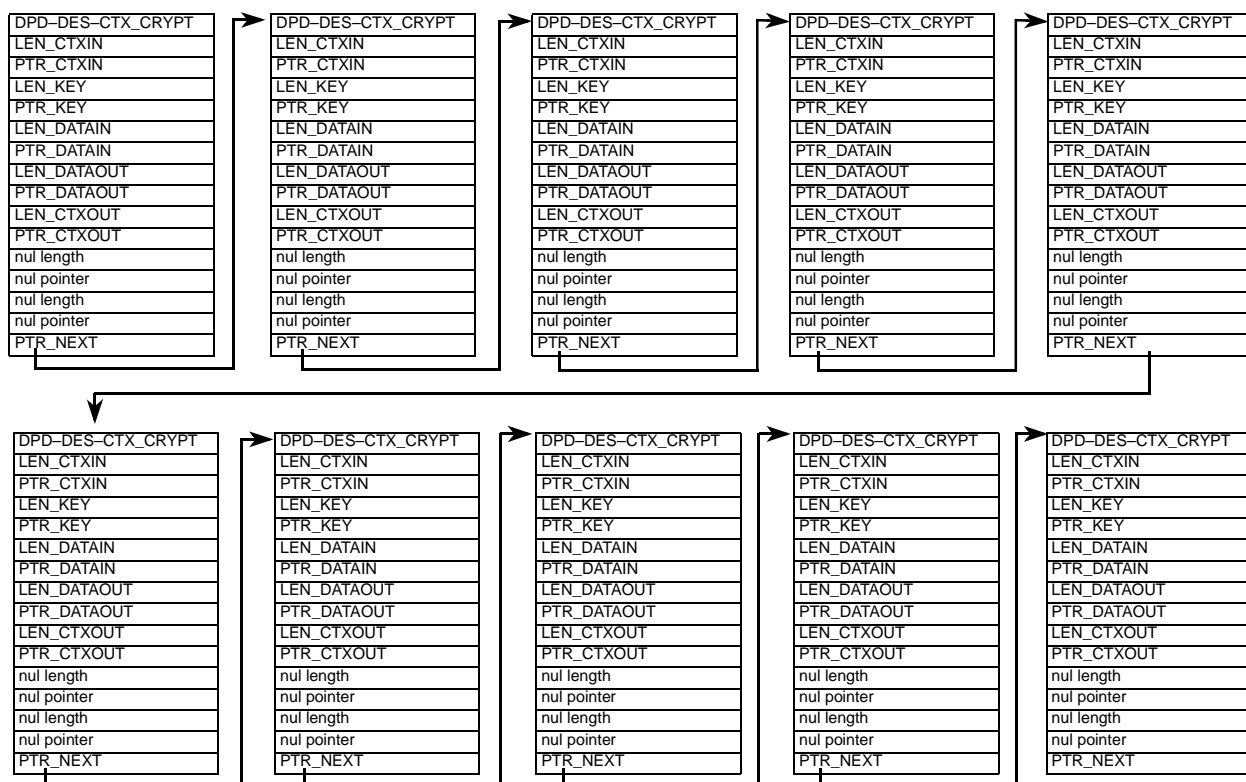 DPD–DES–CTX_CRYPT
LEN_CTXIN
PTR_CTXIN
LEN_KEY
PTR_KEY
LEN_DATAIN
PTR_DATAIN
LEN_DATAOUT
PTR_DATAOUT
LEN_CTXOUT
PTR_CTXOUT
nul length
nul pointer
nul length
nul pointer
PTR_NEXT
DPD–DES–CTX_CRYPT
LEN_CTXIN
PTR_CTXIN
LEN_KEY
PTR_KEY
LEN_DATAIN
PTR_DATAIN
LEN_DATAOUT
PTR_DATAOUT
LEN_CTXOUT
PTR_CTXOUT
nul length
nul pointer
nul length
nul pointer
PTR_NEXT
DPD–DES–CTX_CRYPT
LEN_CTXIN
PTR_CTXIN
LEN_KEY
PTR_KEY
LEN_DATAIN
PTR_DATAIN
LEN_DATAOUT
PTR_DATAOUT
LEN_CTXOUT
PTR_CTXOUT
nul length
nul pointer
nul length
nul pointer
PTR_NEXT
DPD–DES–CTX_CRYPT
LEN_CTXIN
PTR_CTXIN
LEN_KEY
PTR_KEY
LEN_DATAIN
PTR_DATAIN
LEN_DATAOUT
PTR_DATAOUT
LEN_CTXOUT
PTR_CTXOUT
nul length
nul pointer
nul length
nul pointer
PTR_NEXT
DPD–DES–CTX_CRYPT
LEN_CTXIN
PTR_CTXIN
LEN_KEY
PTR_KEY
LEN_DATAIN
PTR_DATAIN
LEN_DATAOUT
PTR_DATAOUT
LEN_CTXOUT
PTR_CTXOUT
nul length
nul pointer
nul length
nul pointer
PTR_NEXT
DPD–DES–CTX_CRYPT
LEN_CTXIN
PTR_CTXIN
LEN_KEY
PTR_KEY
LEN_DATAIN
PTR_DATAIN
LEN_DATAOUT
PTR_DATAOUT
LEN_CTXOUT
PTR_CTXOUT
nul length
nul pointer
nul length
nul pointer
PTR_NEXT
DPD–DES–CTX_CRYPT
LEN_CTXIN
PTR_CTXIN
LEN_KEY
PTR_KEY
LEN_DATAIN
PTR_DATAIN
LEN_DATAOUT
PTR_DATAOUT
LEN_CTXOUT
PTR_CTXOUT
nul length
nul pointer
nul length
nul pointer
PTR_NEXT
DPD–DES–CTX_CRYPT
LEN_CTXIN
PTR_CTXIN
LEN_KEY
PTR_KEY
LEN_DATAIN
PTR_DATAIN
LEN_DATAOUT
PTR_DATAOUT
LEN_CTXOUT
PTR_CTXOUT
nul length
nul pointer
nul length
nul pointer
PTR_NEXT
DPD–DES–CTX_CRYPT
LEN_CTXIN
PTR_CTXIN
LEN_KEY
PTR_KEY
LEN_DATAIN
PTR_DATAIN
LEN_DATAOUT
PTR_DATAOUT
LEN_CTXOUT
PTR_CTXOUT
nul length
nul pointer
nul length
nul pointer
PTR_NEXT
DPD–DES–CTX_CRYPT
LEN_CTXIN
PTR_CTXIN
LEN_KEY
PTR_KEY
LEN_DATAIN
PTR_DATAIN
LEN_DATAOUT
PTR_DATAOUT
LEN_CTXOUT
PTR_CTXOUT
nul length
nul pointer
nul length
nul pointer
PTR_NEXT